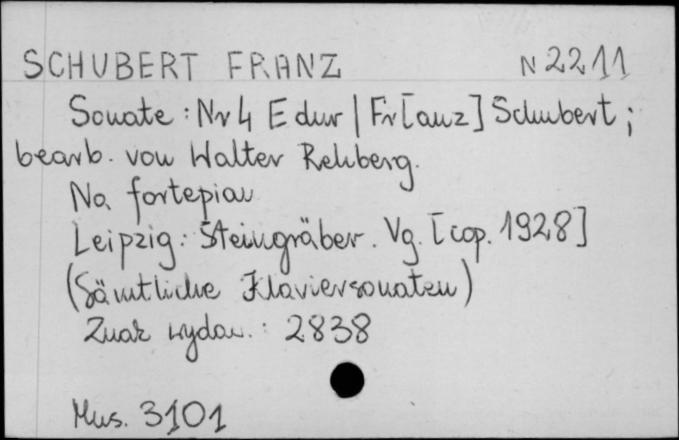 SCHUBERT FRANZ N 2211
Sonate : Nr 4 E dur / Fr[anz] Schubert ;
bearb. von Walter Rehberg.
Na fortepian
Leipzig : Steingräber. Vg. [cop. 1928]
(Sämtliche Klaviersonaten)
Znak wydaw. : 2838
Mus. 3101